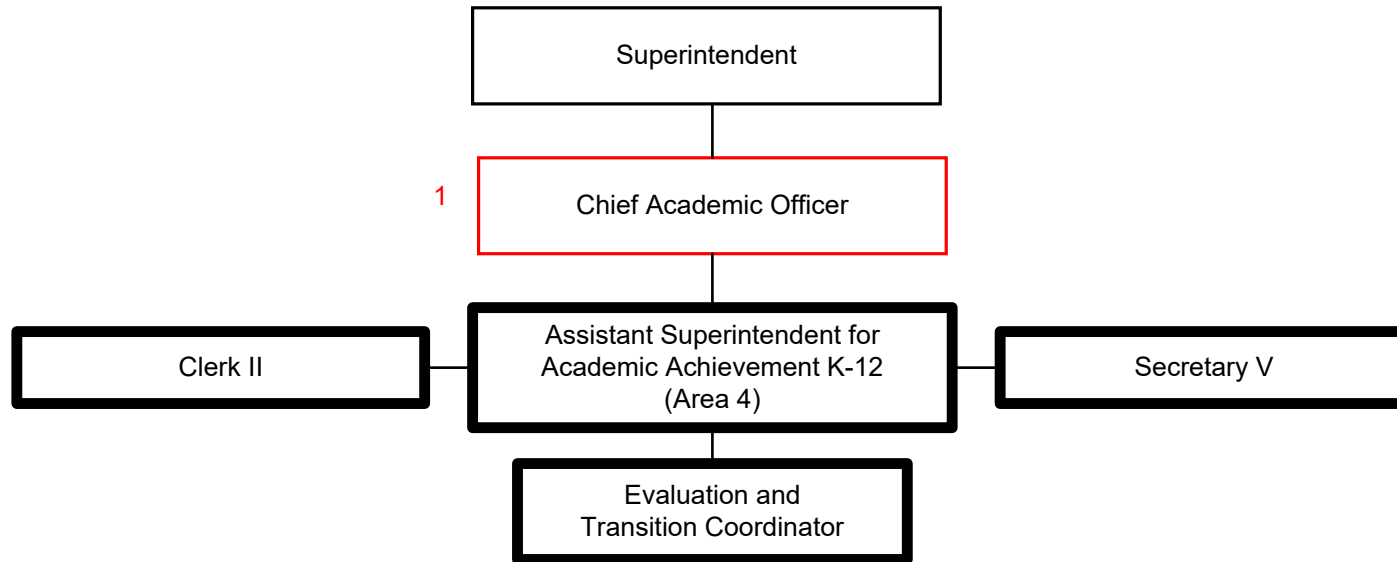 Superintendent
1
Chief Academic Officer
Assistant Superintendent for
Academic Achievement K-12
(Area 4)
Clerk II
Secretary V
Evaluation and
Transition Coordinator